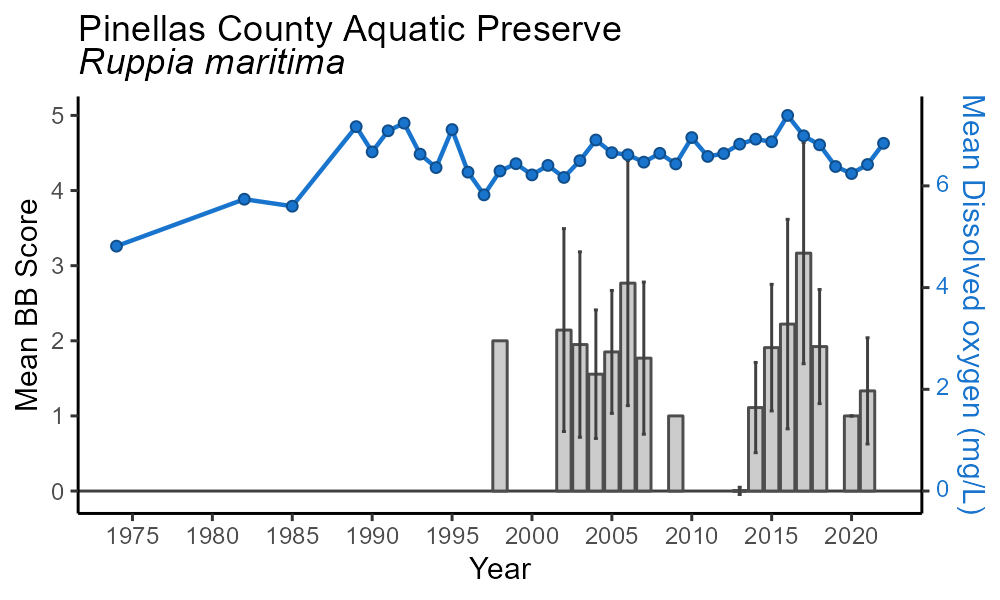 Pinellas County Aquatic Preserve
Ruppia maritima
Mean BB Score
5
4
3
2
1
0
Mean Dissolved oxygen (mg/L)
6
4
2
0
1975 1980 1985 1990 1995 2000 2005 2010 2015 2020
Year